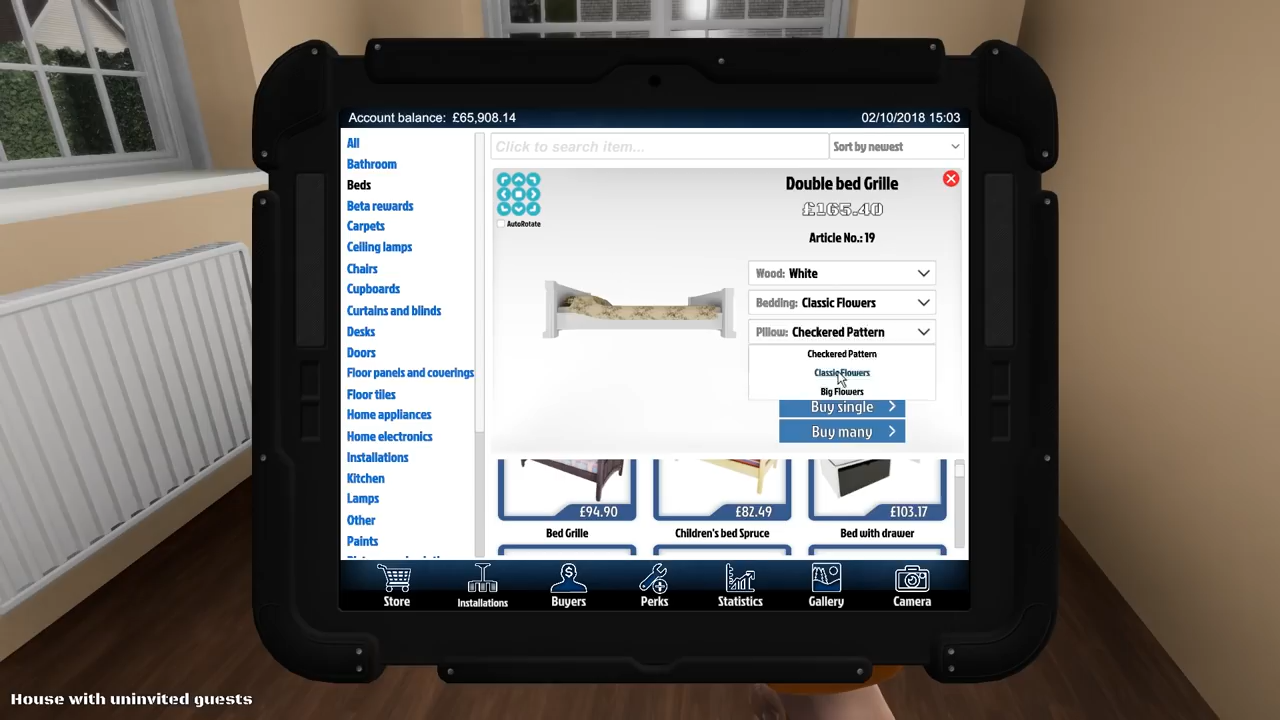 Account balance: £65,908.14
02/10/2018 15:03
All
Bathroom
Beds
Beta rewards
Carpets
Ceiling lamps
Chairs
Cupboards
Curtains and blinds
Desks
Doors
Floor panels and coverings
Floor tiles
Home appliances
Home electronics
Installations
Kitchen
Lamps
Other
Paints
Click to search item...
Sort by newest
AutoRotate
Double bed Grille
£165.40
Article No.: 19
Wood: White
Bedding: Classic Flowers
Pillow: Checkered Pattern
Checkered Pattern
Classic Flowers
Big Flowers
Buy single
Buy many
£94.90
£82.49
£103.17
Bed Grille
Children's bed Spruce
Bed with drawer
Store
Installations
Buyers
Perks
Statistics
Gallery
Camera
House with uninvited guests